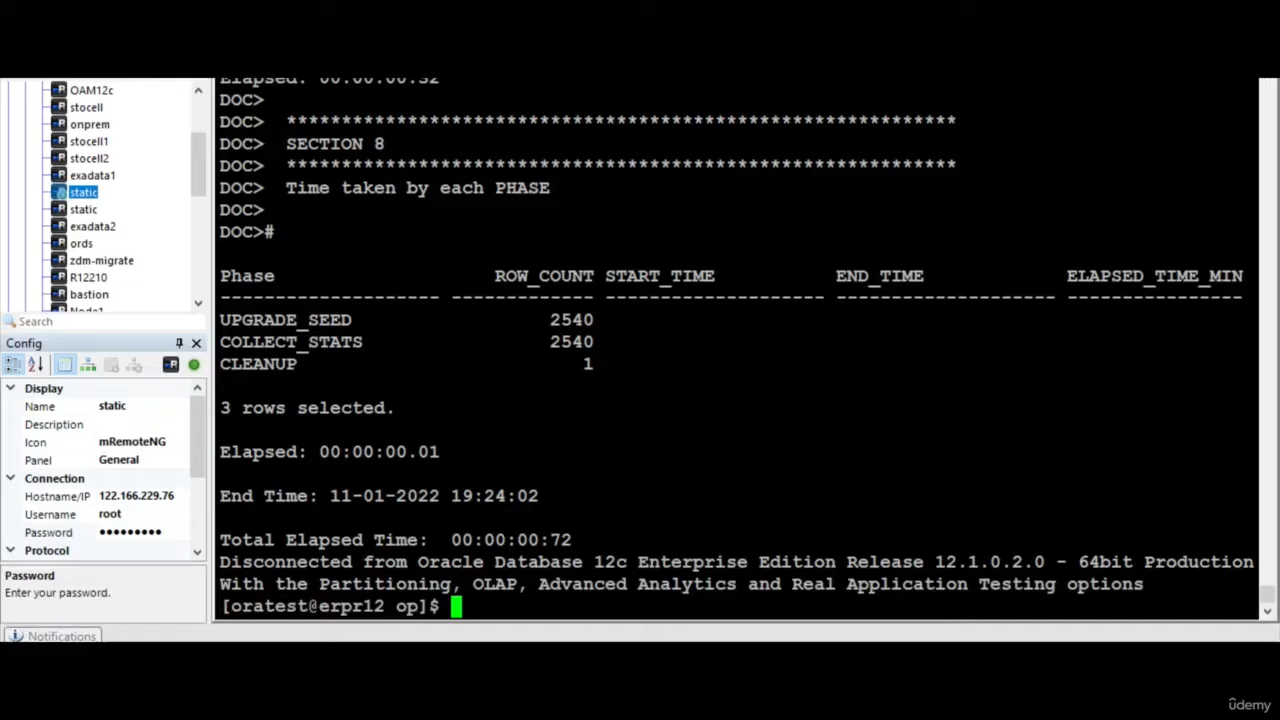 OAM12c
stocell
onprem
stocell1
stocell2
exadata1
static
static
exadata2
ords
zdm-migrate
R12210
bastion
Node1
Search
Config
Display
Name static
Description
Icon mRemoteNG
Panel General
Connection
Hostname/IP 122.166.229.76
Username root
Password ●●●●●●●●●
Protocol
Password
Enter your password.
Notifications
Elapsed: 00:00:00.32
DOC>
DOC> *************************************************************
DOC> SECTION 8
DOC> *************************************************************
DOC> Time taken by each PHASE
DOC>
DOC>#
Phase ROW_COUNT START_TIME END_TIME ELAPSED_TIME_MIN
-------------------- ------------- -------------------- -------------------- ----------------
UPGRADE_SEED 2540
COLLECT_STATS 2540
CLEANUP 1
3 rows selected.
Elapsed: 00:00:00.01
End Time: 11-01-2022 19:24:02
Total Elapsed Time: 00:00:00:72
Disconnected from Oracle Database 12c Enterprise Edition Release 12.1.0.2.0 - 64bit Production
With the Partitioning, OLAP, Advanced Analytics and Real Application Testing options
[oratest@erpr12 op]$
ûdemy